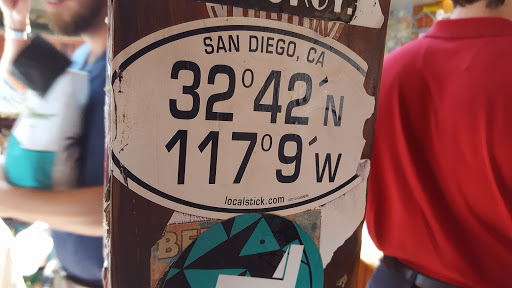 SAN DIEGO, CA
32°42´N
117°9´W
localstick.com